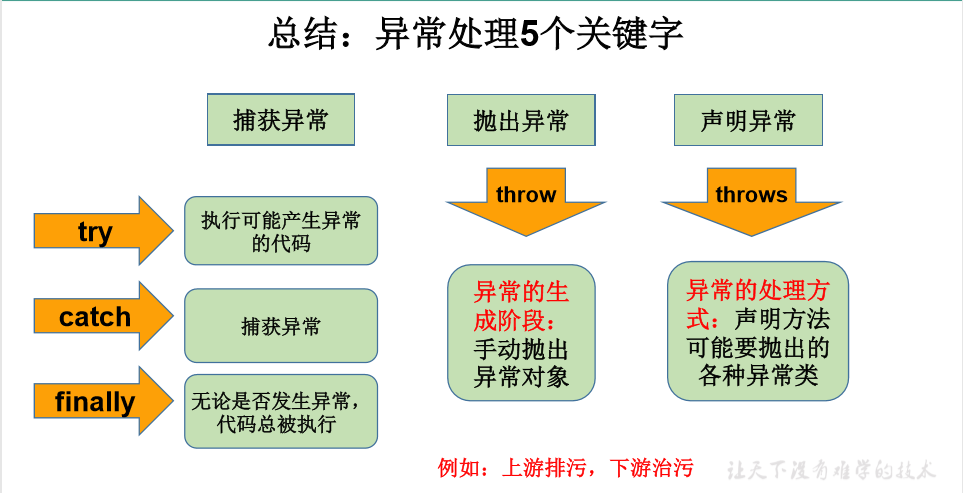 总结：异常处理5个关键字
捕获异常
抛出异常
声明异常
throw
throws
try
执行可能产生异常
的代码
catch
捕获异常
finally
无论是否发生异常，
代码总被执行
异常的生
成阶段：
手动抛出
异常对象
异常的处理方
式：声明方法
可能要抛出的
各种异常类
例如：上游排污，下游治污
让天下没有难学的技术